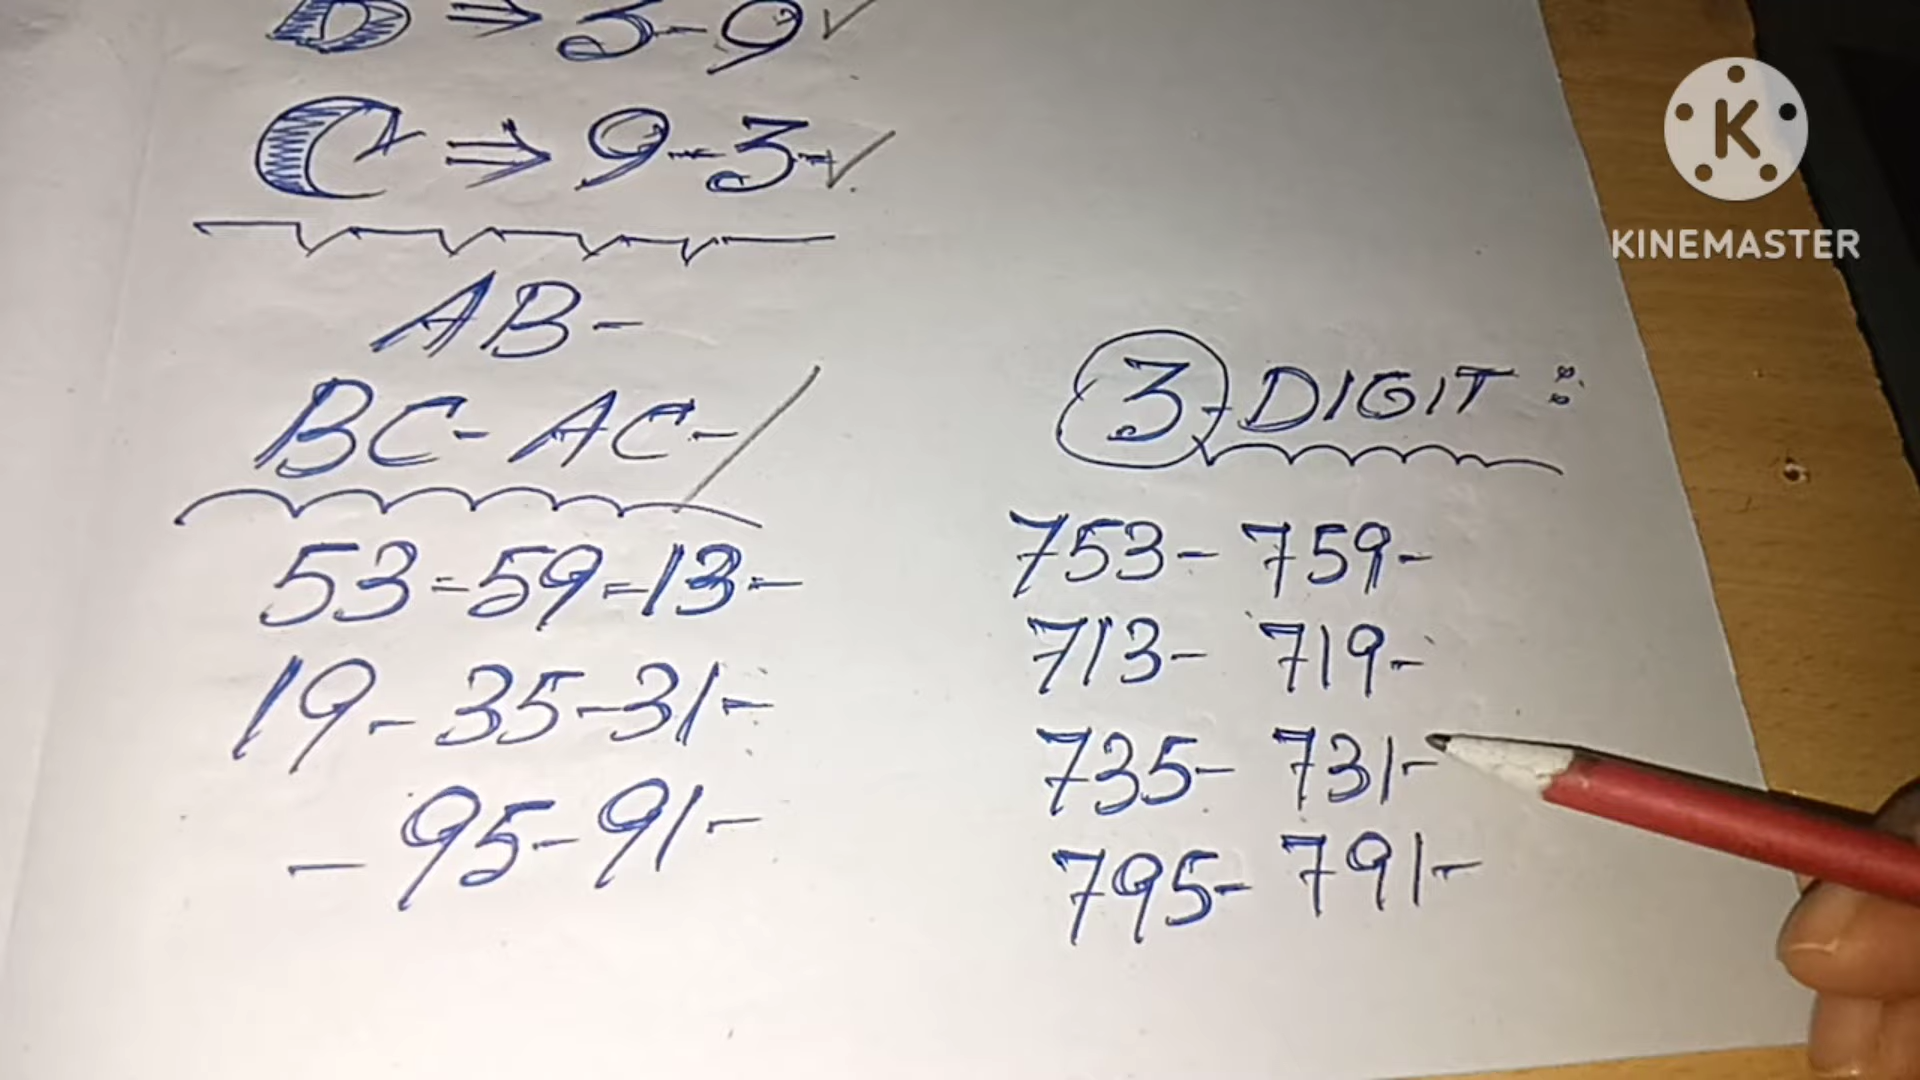 B ⇒ 5-9✓
C ⇒ 9-3-✓
AB-
BC- AC-/
53-59-13-
19-35-31-
-95-91-
K
KINEMASTER
3-DIGIT:
753- 759-
713- 719-
735- 731-
795- 791-